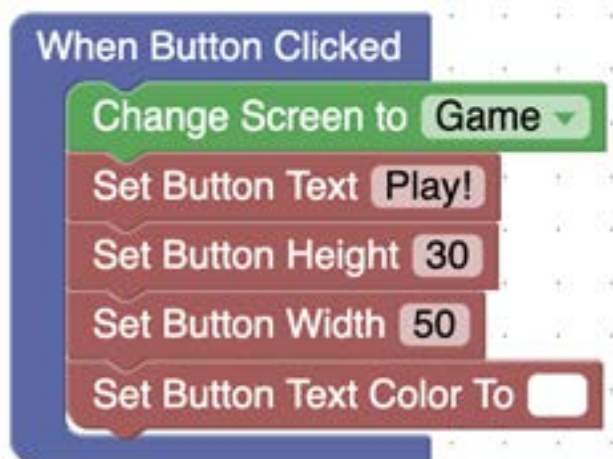 When Button Clicked
Change Screen to Game
Set Button Text Play!
Set Button Height 30
Set Button Width 50
Set Button Text Color To